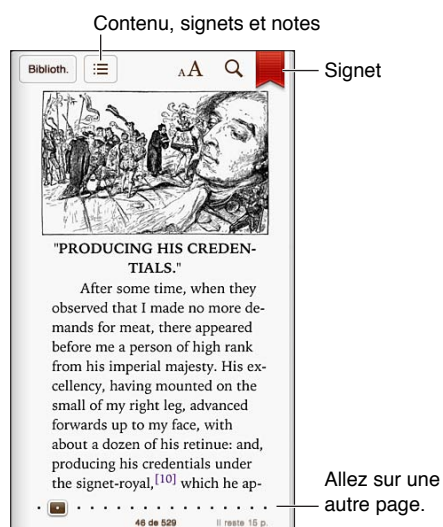 Contenu, signets et notes
Biblioth.
AA
Signet
"PRODUCING HIS CREDEN-
TIALS."
After some time, when they
observed that I made no more de-
mands for meat, there appeared
before me a person of high rank
from his imperial majesty. His ex-
cellency, having mounted on the
small of my right leg, advanced
forwards up to my face, with
about a dozen of his retinue: and,
producing his credentials under
the signet-royal,[10] which he ap-
Allez sur une
autre page.
46 de 529
Il reste 15 p.